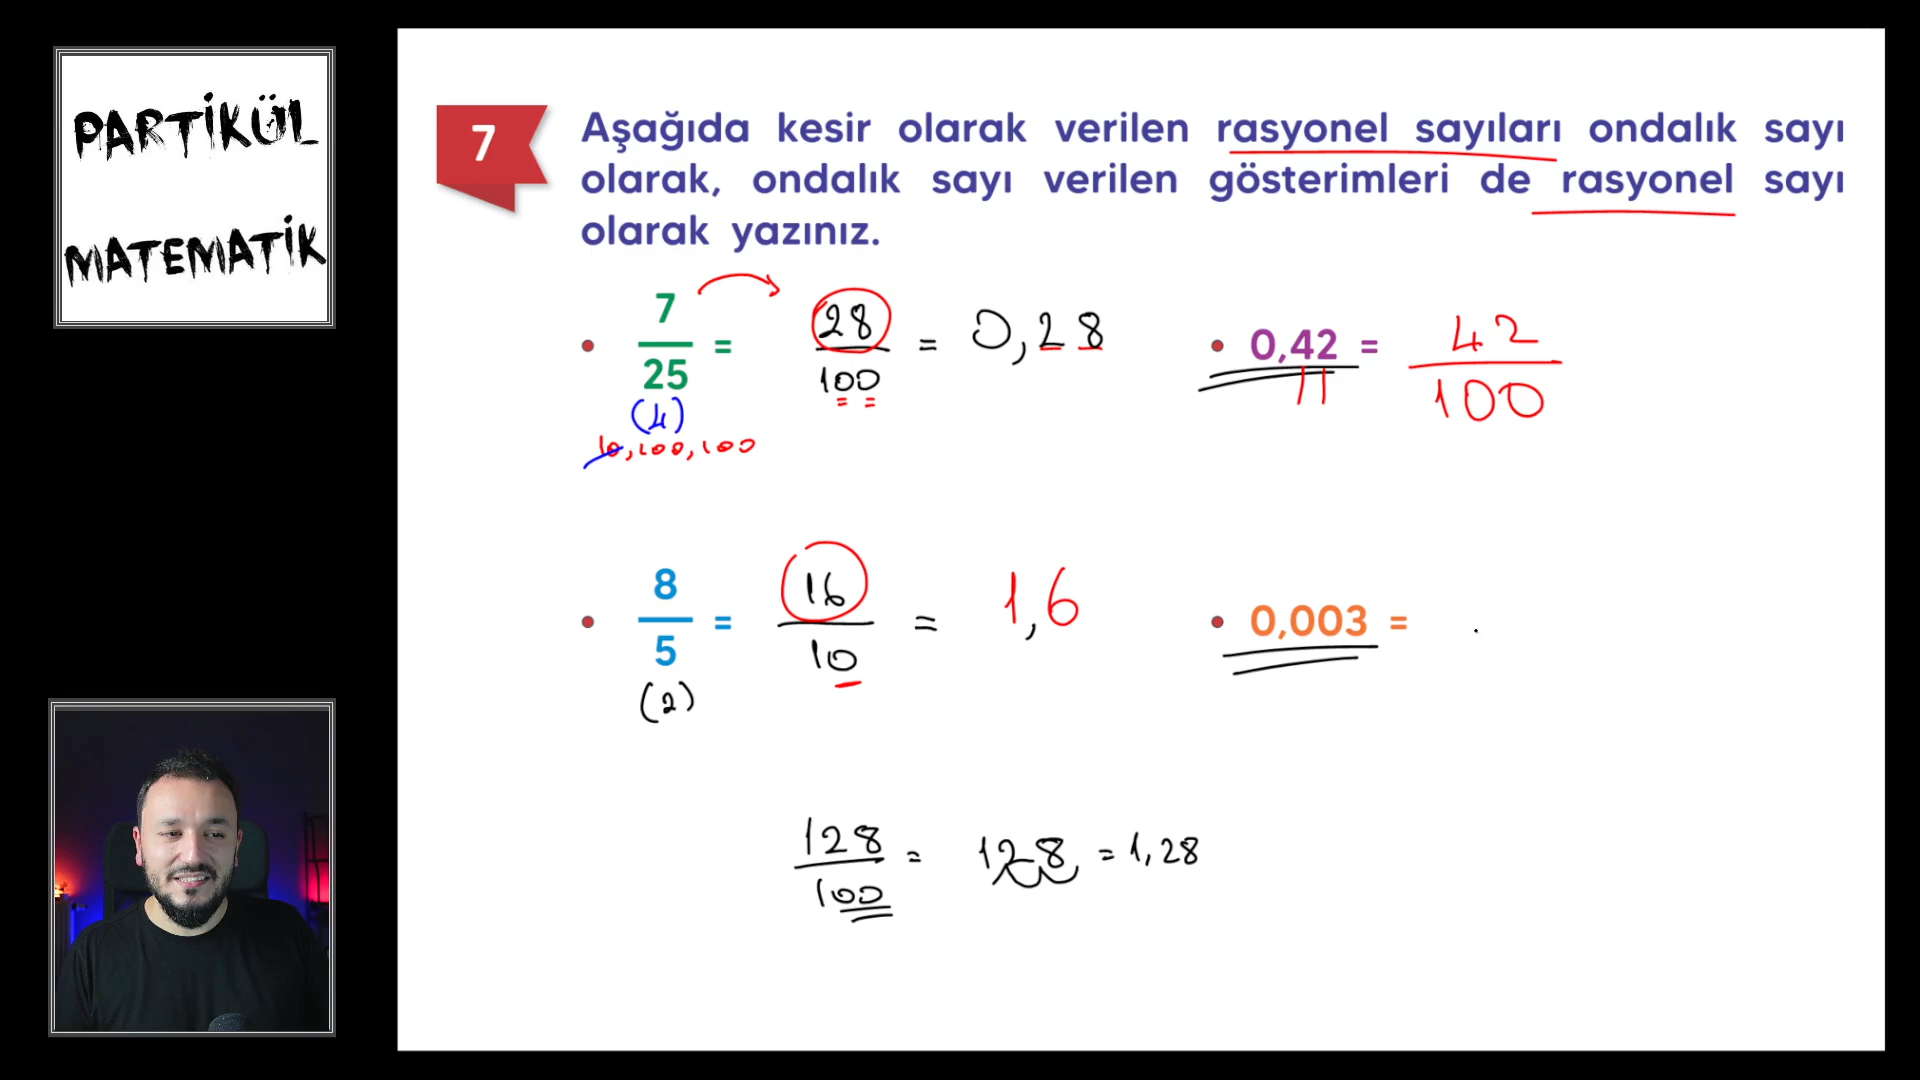 PARTİKÜL
MATEMATİK
7
Aşağıda kesir olarak verilen rasyonel sayıları ondalık sayı
olarak, ondalık sayı verilen gösterimleri de rasyonel sayı
olarak yazınız.
• 7/25 = 28/100 = 0,28
(4)
10,100,100
• 0,42 = 42/100
• 8/5 = 16/10 = 1,6
(2)
• 0,003 =
128/100 = 128 = 1,28